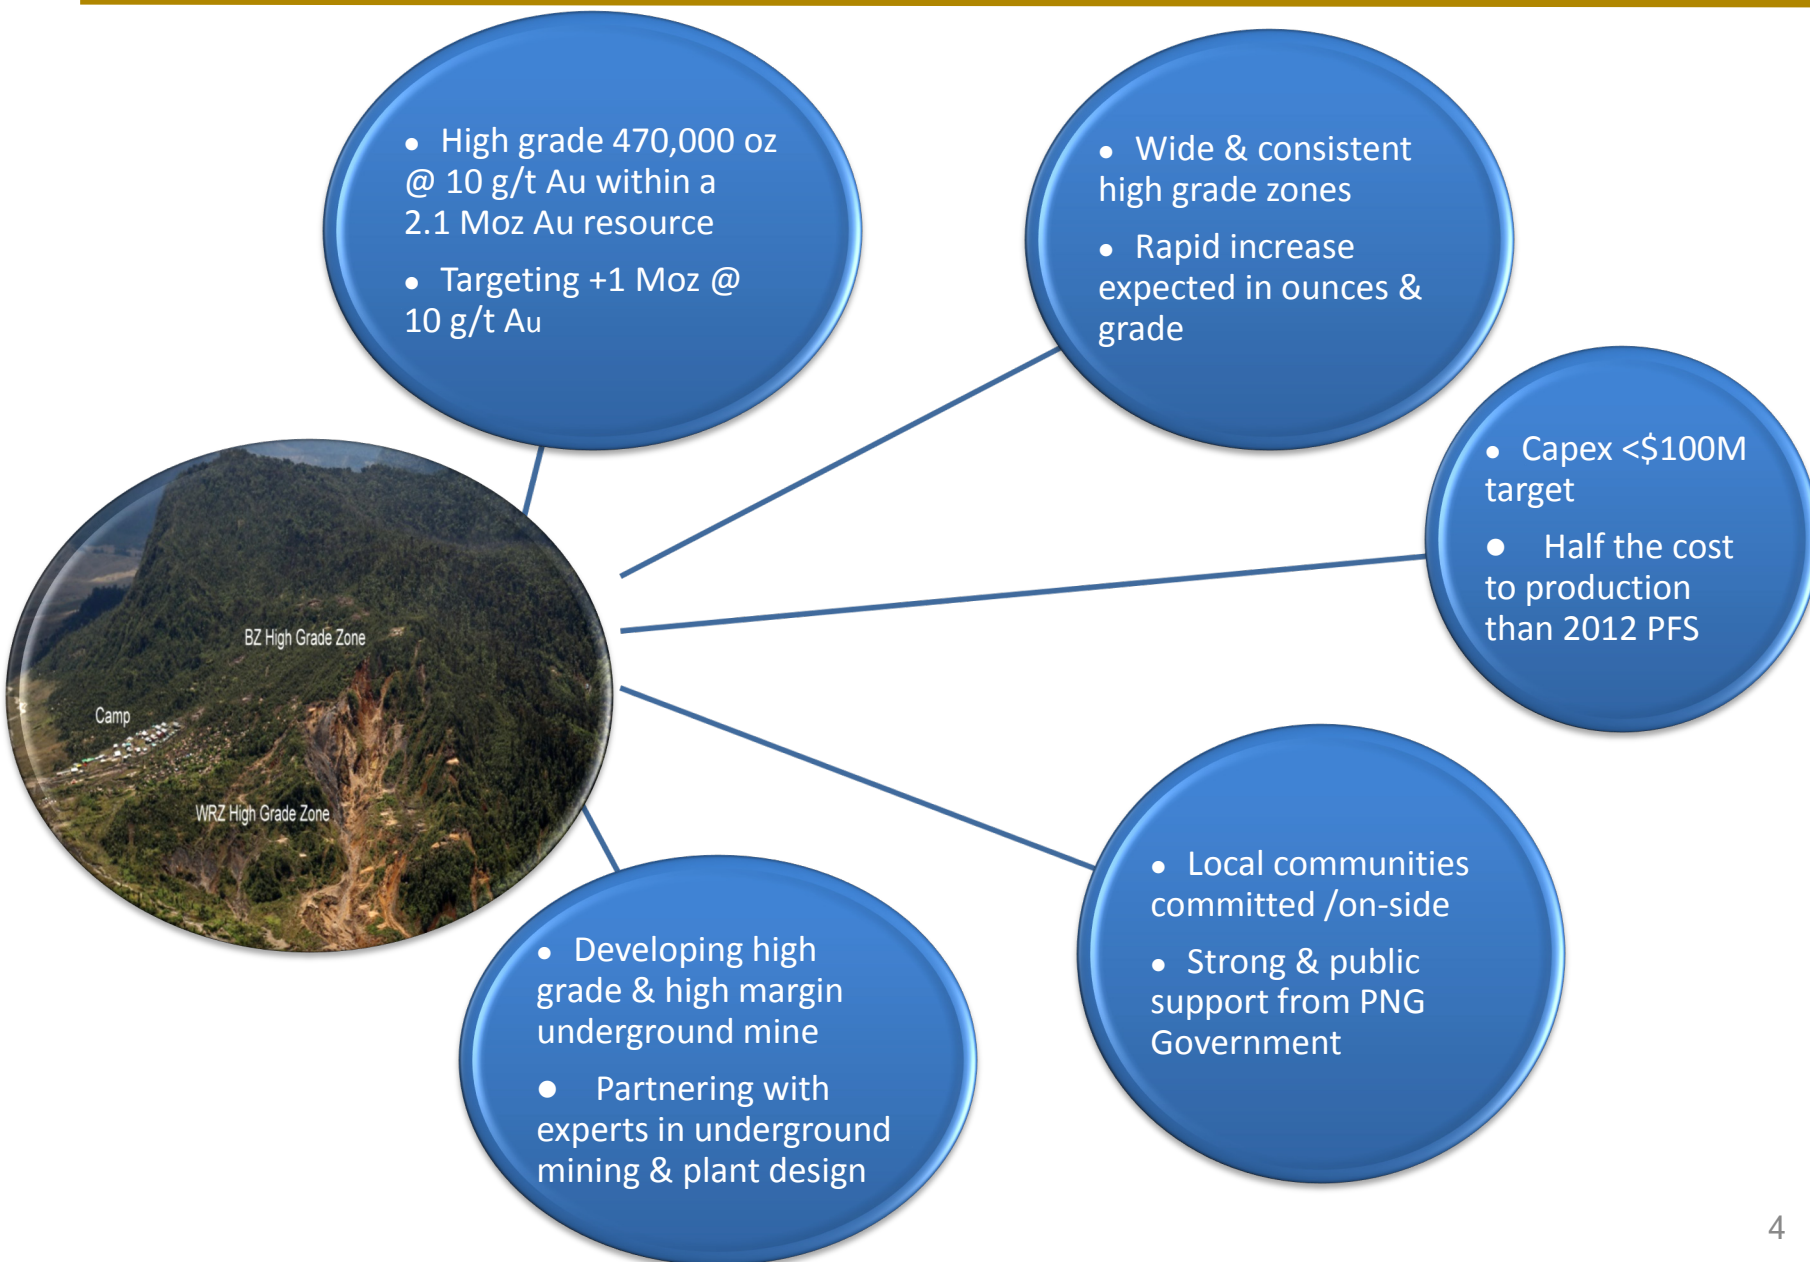 ● High grade 470,000 oz
@ 10 g/t Au within a
2.1 Moz Au resource
● Targeting +1 Moz @
10 g/t Au
● Wide & consistent
high grade zones
● Rapid increase
expected in ounces &
grade
● Capex <$100M
target
● Half the cost
to production
than 2012 PFS
BZ High Grade Zone
Camp
WRZ High Grade Zone
● Local communities
committed /on-side
● Strong & public
support from PNG
Government
● Developing high
grade & high margin
underground mine
● Partnering with
experts in underground
mining & plant design
4